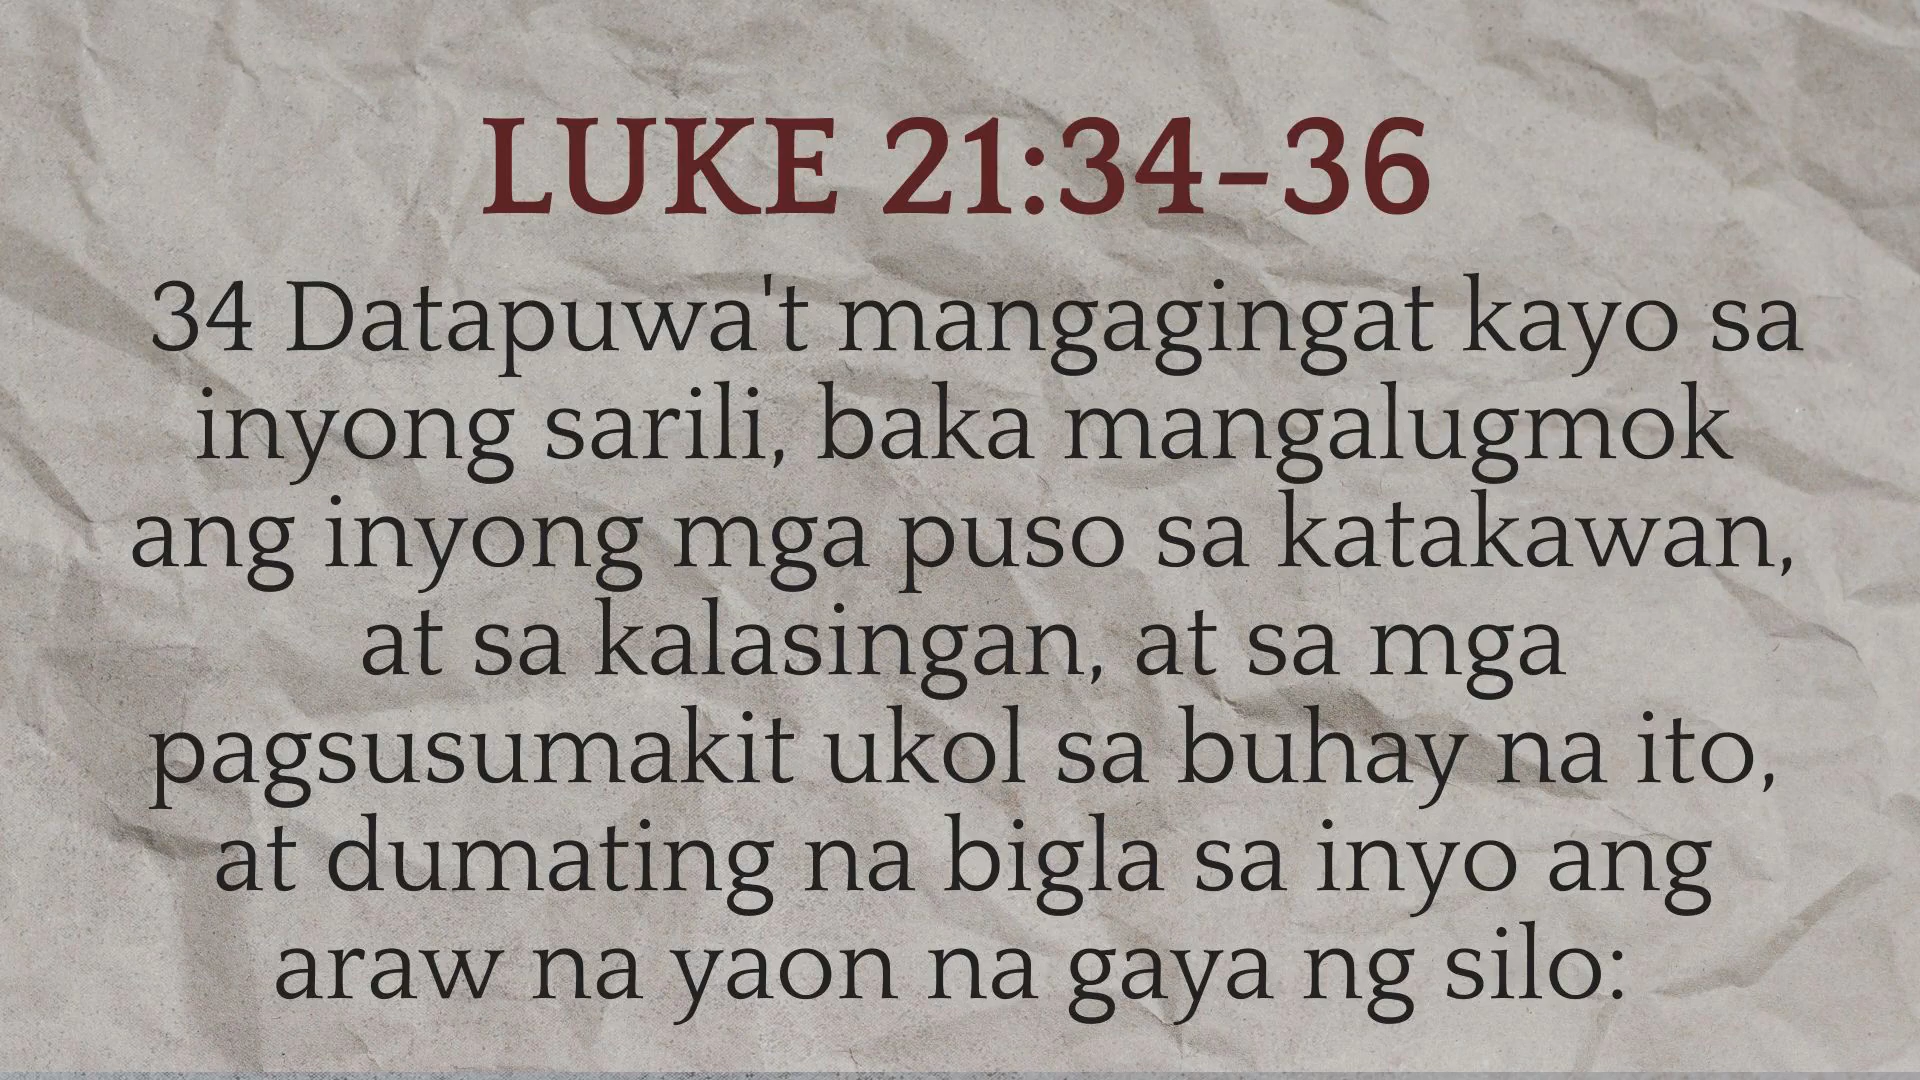 LUKE 21:34-36
34 Datapuwa't mangagingat kayo sa
inyong sarili, baka mangalugmok
ang inyong mga puso sa katakawan,
at sa kalasingan, at sa mga
pagsusumakit ukol sa buhay na ito,
at dumating na bigla sa inyo ang
araw na yaon na gaya ng silo: